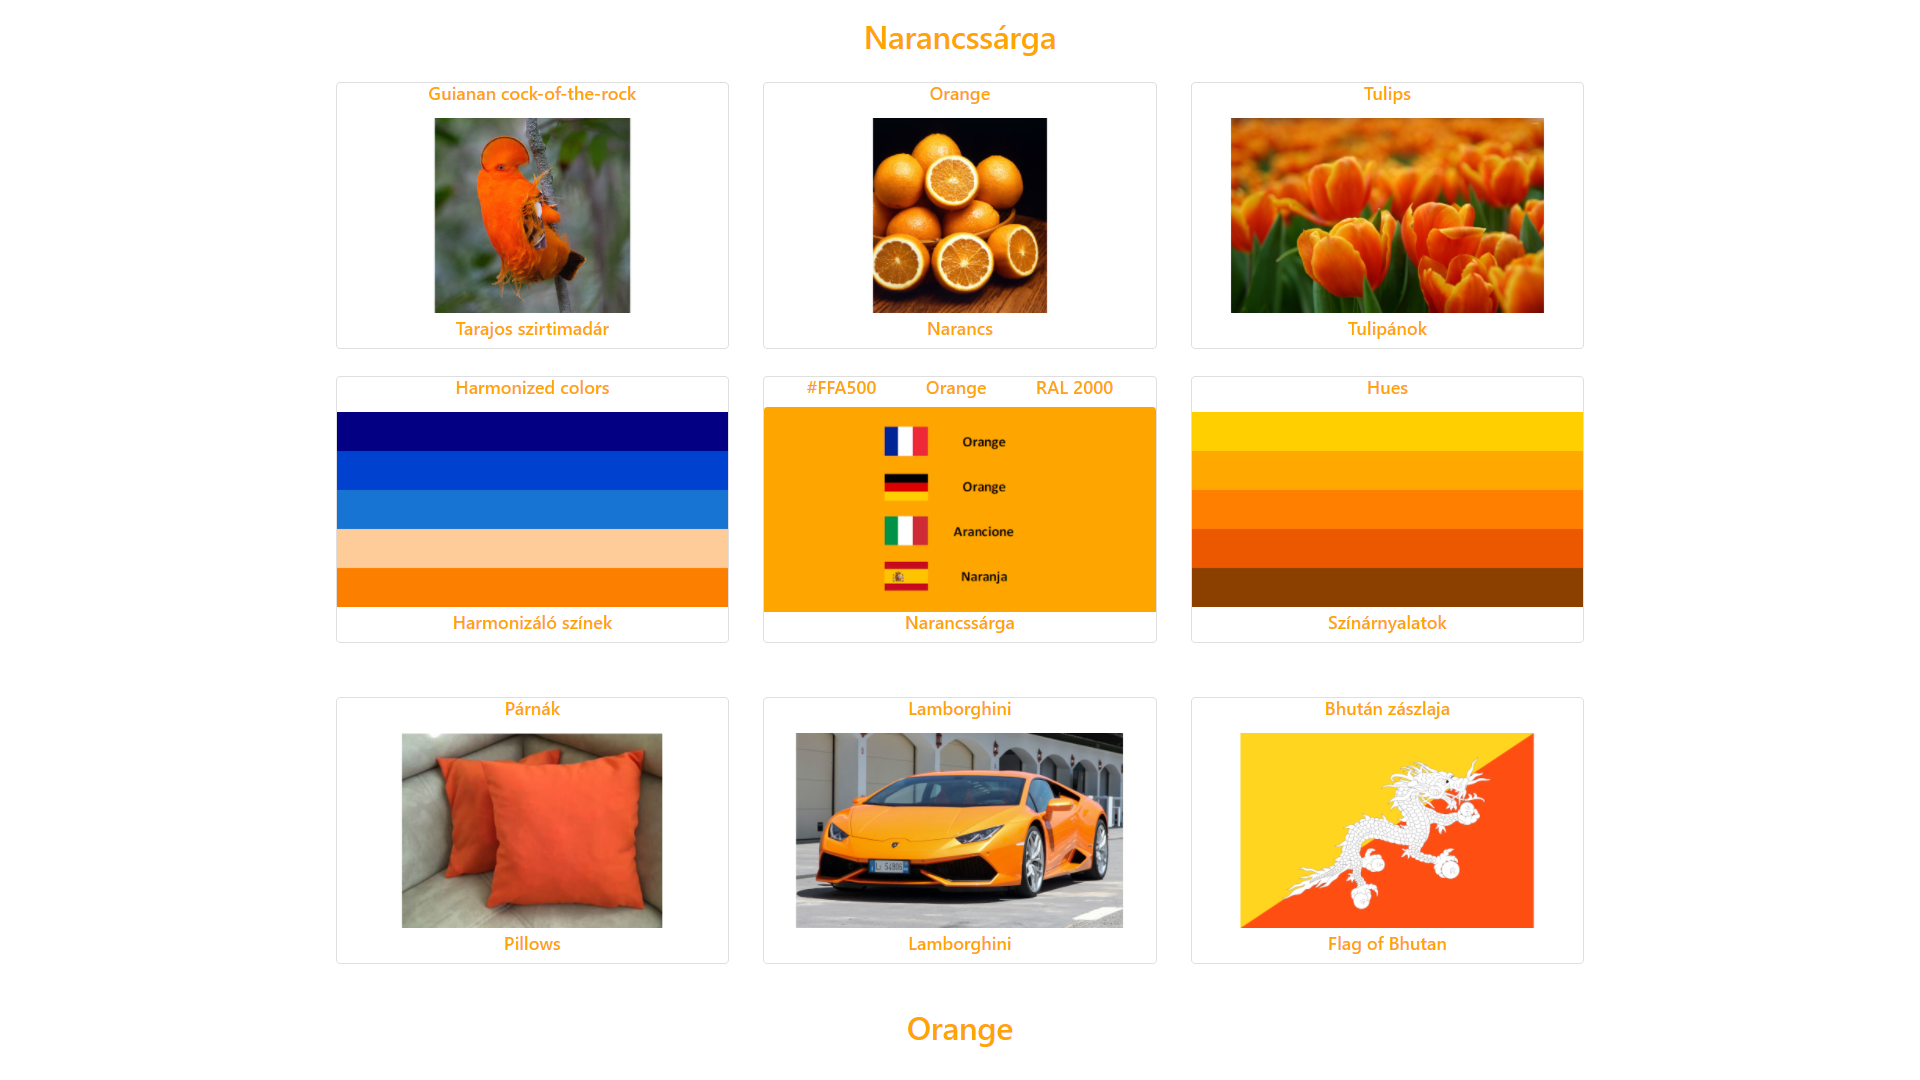 Narancssárga
Guianan cock-of-the-rock
Orange
Tulips
Tarajos szirtimadár
Narancs
Tulipánok
Harmonized colors
#FFA500 Orange RAL 2000
Hues
Orange
Orange
Arancione
Naranja
Harmonizáló színek
Narancssárga
Színárnyalatok
Párnák
Lamborghini
Bhután zászlaja
Pillows
Lamborghini
Flag of Bhutan
Orange